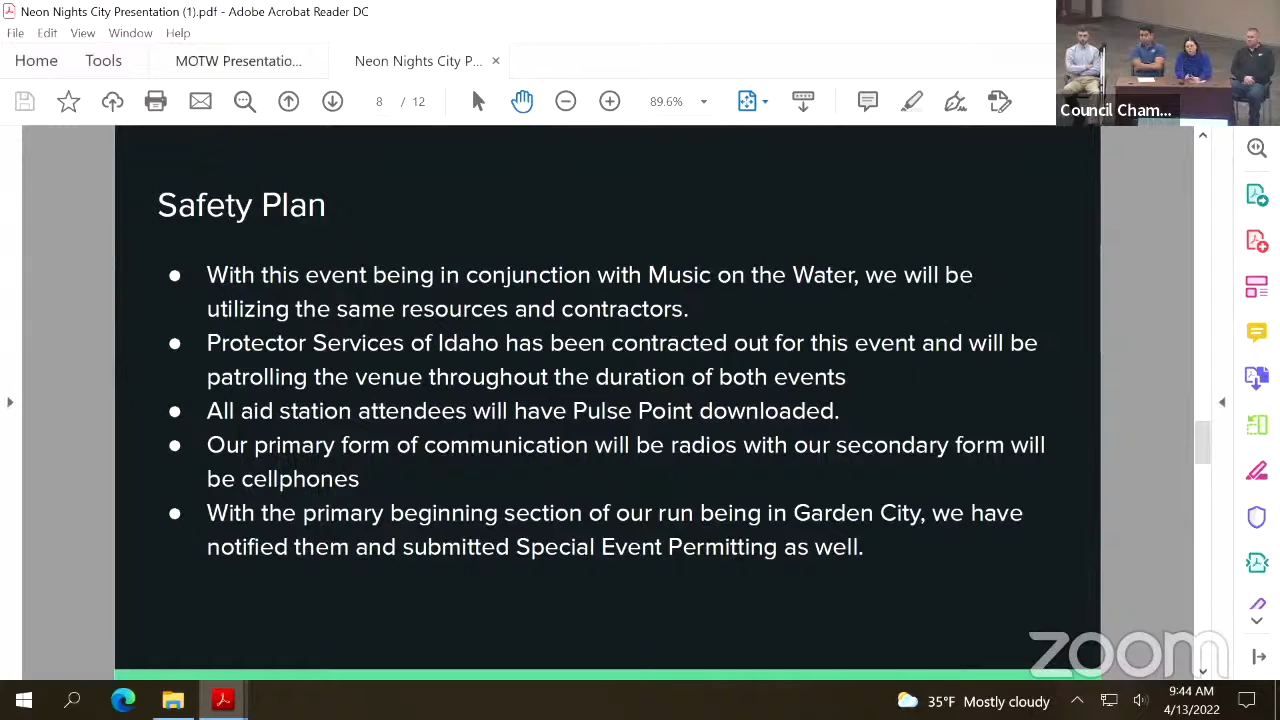 Neon Nights City Presentation (1).pdf - Adobe Acrobat Reader DC
File Edit View Window Help
Home Tools MOTW Presentatio... Neon Nights City P... ×
8 / 12 89.6%
Council Cham...
Safety Plan
● With this event being in conjunction with Music on the Water, we will be
utilizing the same resources and contractors.
● Protector Services of Idaho has been contracted out for this event and will be
patrolling the venue throughout the duration of both events
● All aid station attendees will have Pulse Point downloaded.
● Our primary form of communication will be radios with our secondary form will
be cellphones
● With the primary beginning section of our run being in Garden City, we have
notified them and submitted Special Event Permitting as well.
zoom
35°F Mostly cloudy
9:44 AM
4/13/2022